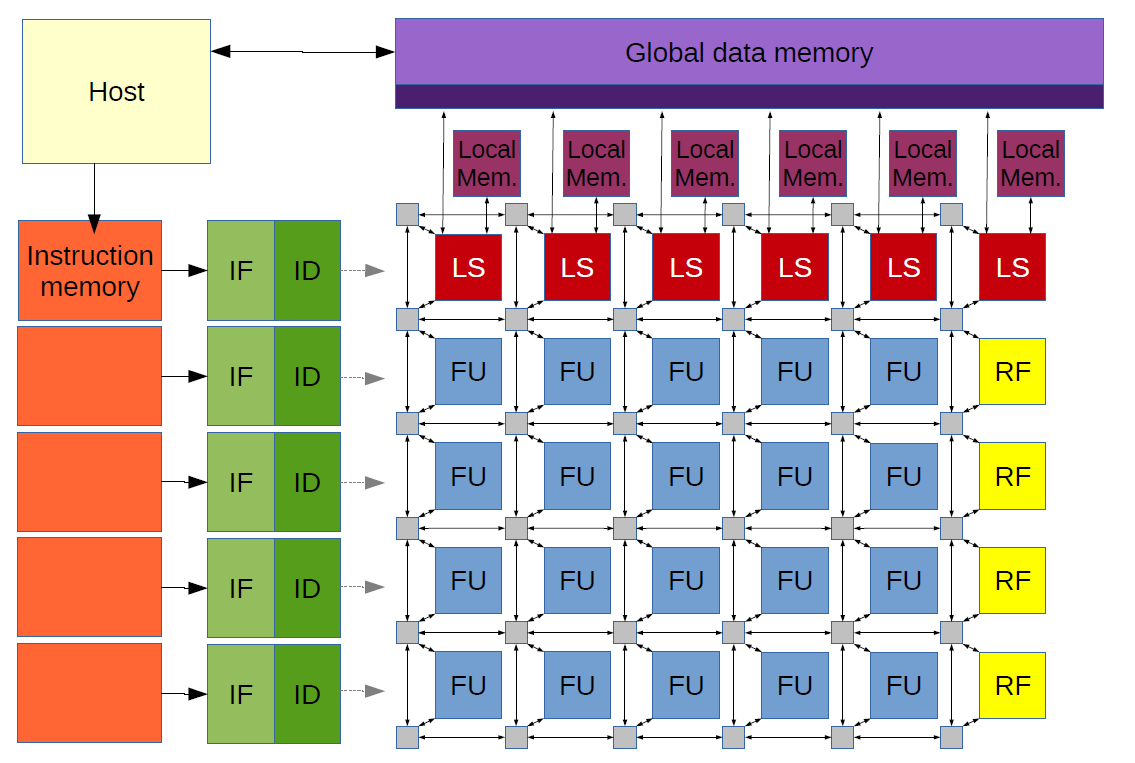 Host
Global data memory
Local Local Local Local Local Local
Mem. Mem. Mem. Mem. Mem. Mem.
Instruction
memory
IF ID LS LS LS LS LS LS
IF ID FU FU FU FU FU RF
IF ID FU FU FU FU FU RF
IF ID FU FU FU FU FU RF
IF ID FU FU FU FU FU RF